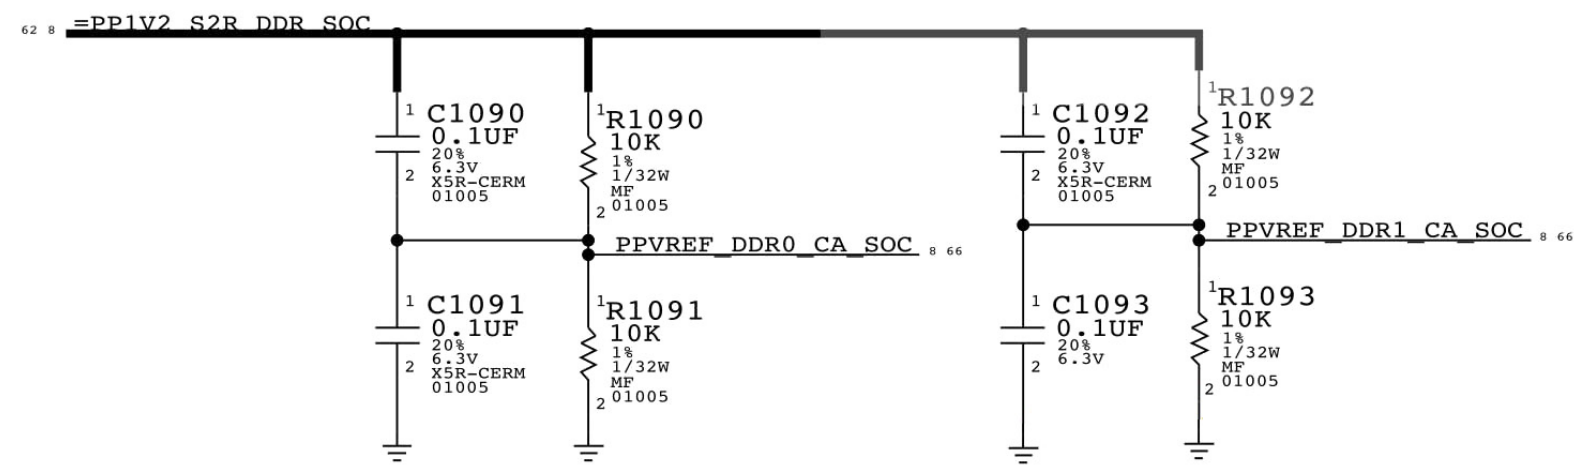 62 8 =PP1V2_S2R_DDR_SOC
1 C1090
0.1UF
20%
6.3V
2 X5R-CERM
01005
1 R1090
10K
1%
1/32W
MF
2 01005
PPVREF_DDR0_CA_SOC 8 66
1 C1091
0.1UF
20%
6.3V
2 X5R-CERM
01005
1 R1091
10K
1%
1/32W
MF
2 01005
1 C1092
0.1UF
20%
6.3V
2 X5R-CERM
01005
1 R1092
10K
1%
1/32W
MF
2 01005
PPVREF_DDR1_CA_SOC 8 66
1 C1093
0.1UF
20%
6.3V
2
1 R1093
10K
1%
1/32W
MF
2 01005